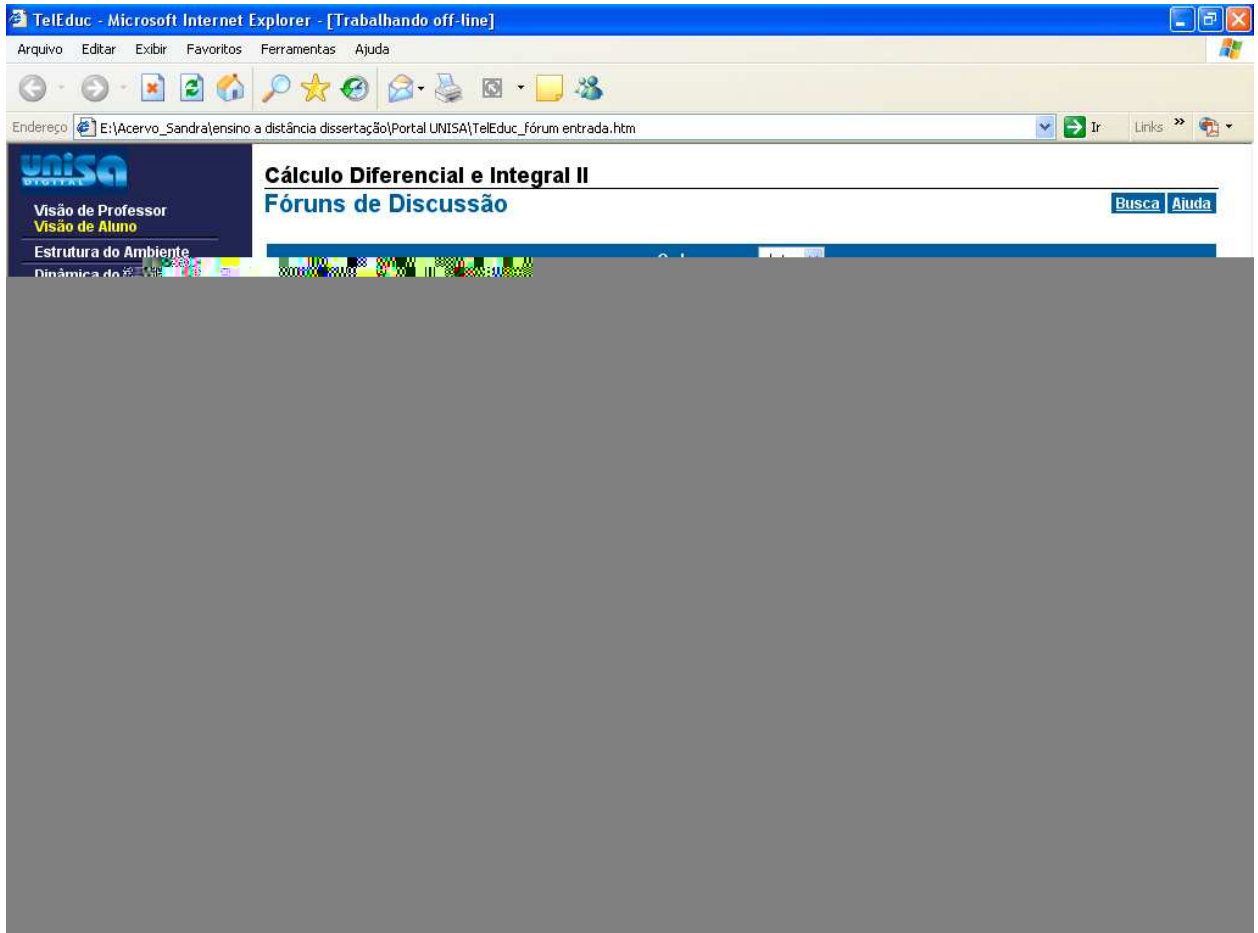 TelEduc - Microsoft Internet Explorer - [Trabalhando off-line]
Arquivo Editar Exibir Favoritos Ferramentas Ajuda
Endereço E:\Acervo_Sandra\ensino a distância dissertação\Portal UNISA\TelEduc_fórum entrada.htm Ir Links »
unisa
DIGITAL
Cálculo Diferencial e Integral II
Fóruns de Discussão
Busca Ajuda
Visão de Professor
Visão de Aluno
Estrutura do Ambiente
Dinâmica do